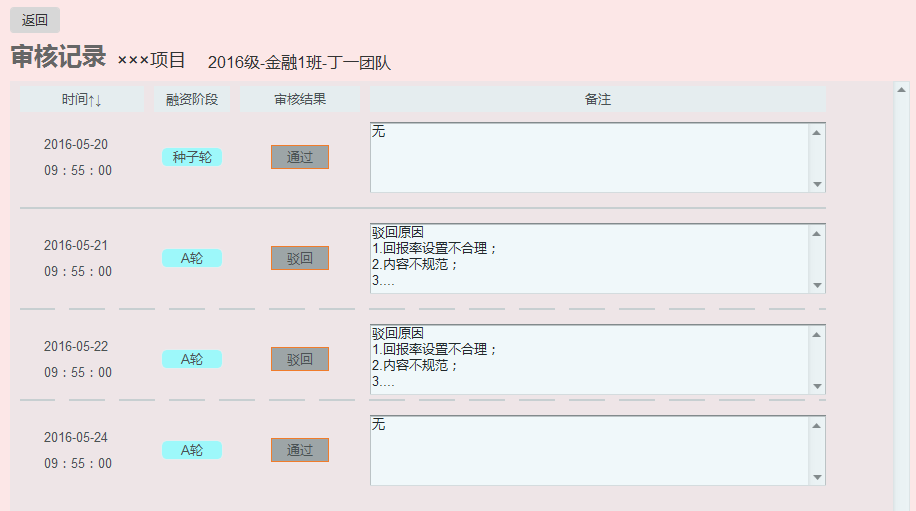 返回
审核记录 ×××项目 2016级-金融1班-丁一团队
时间↑↓ 融资阶段 审核结果 备注
2016-05-20
09：55：00
种子轮 通过
无
2016-05-21
09：55：00
A轮 驳回
驳回原因
1.回报率设置不合理；
2.内容不规范；
3....
2016-05-22
09：55：00
A轮 驳回
驳回原因
1.回报率设置不合理；
2.内容不规范；
3....
2016-05-24
09：55：00
A轮 通过
无